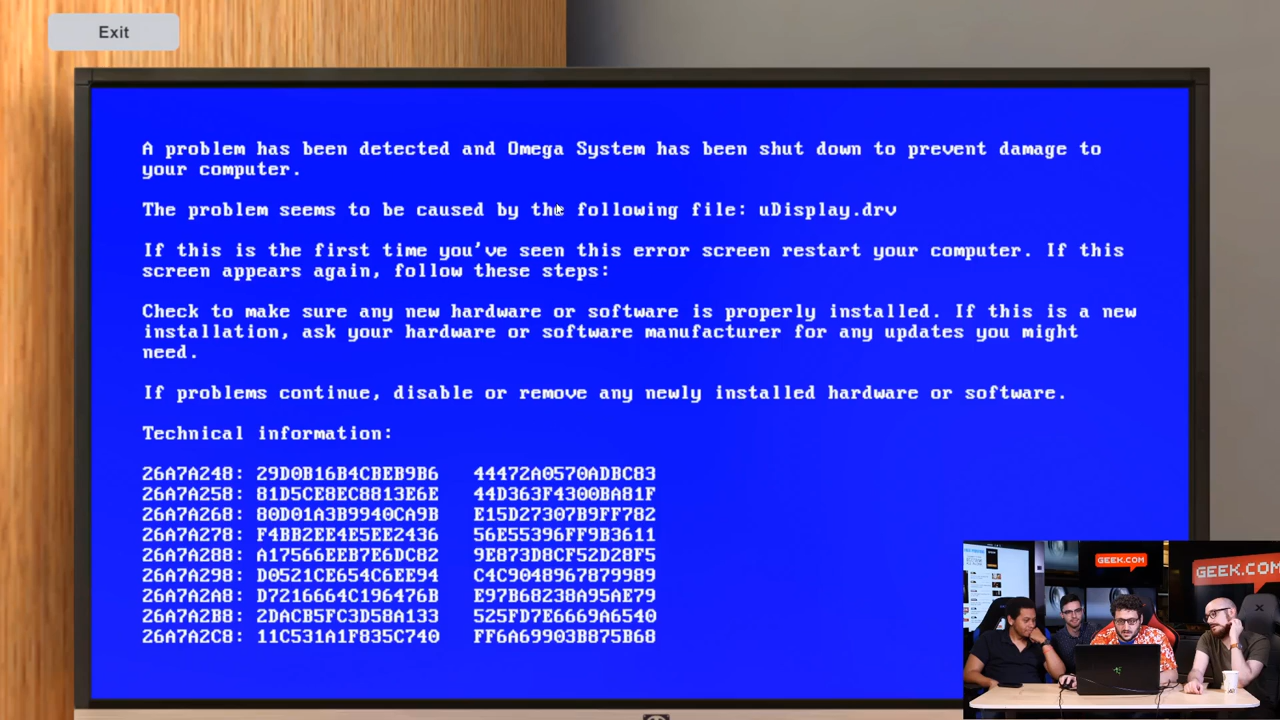 Exit
A problem has been detected and Omega System has been shut down to prevent damage to
your computer.
The problem seems to be caused by the following file: uDisplay.drv
If this is the first time you've seen this error screen restart your computer. If this
screen appears again, follow these steps:
Check to make sure any new hardware or software is properly installed. If this is a new
installation, ask your hardware or software manufacturer for any updates you might
need.
If problems continue, disable or remove any newly installed hardware or software.
Technical information:
26A7A248: 29D0B16B4CBEB9B6 44472A0570ADBC83
26A7A258: 81D5CE8EC8813E6E 44D363F4300BA81F
26A7A268: 80D01A3B9940CA9B E15D27307B9FF782
26A7A278: F4BB2EE4E5EE2436 56E55396FF9B3611
26A7A288: A17566EEB7E6DC82 9E873D8CF52D28F5
26A7A298: D0521CE654C6EE94 C4C9048967879989
26A7A2A8: D7216664C196476B E97B68238A95AE79
26A7A2B8: 2DACB5FC3D58A133 525FD7E6669A6540
26A7A2C8: 11C531A1F835C740 FF6A69903B875B68
GEEK.COM
GEEK.COM